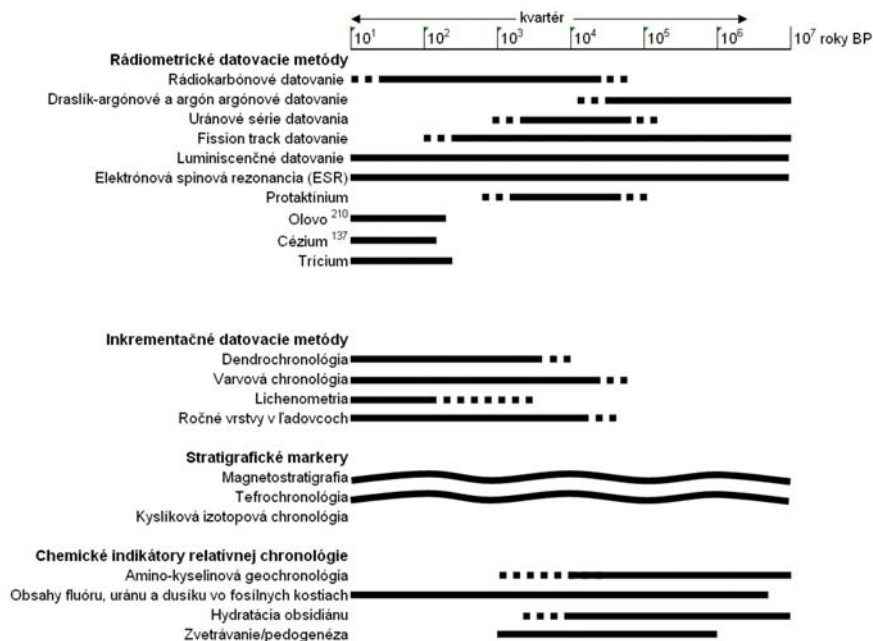 kvartér
10¹ 10² 10³ 10⁴ 10⁵ 10⁶ 10⁷ roky BP
Rádiometrické datovacie metódy
Rádiokarbónové datovanie
Draslík-argónové a argón argónové datovanie
Uránové série datovania
Fission track datovanie
Luminiscenčné datovanie
Elektrónová spinová rezonancia (ESR)
Protaktínium
Olovo ²¹⁰
Cézium ¹³⁷
Trícium
Inkrementačné datovacie metódy
Dendrochronológia
Varvová chronológia
Lichenometria
Ročné vrstvy v ľadovcoch
Stratigrafické markery
Magnetostratigrafia
Tefrochronológia
Kyslíková izotopová chronológia
Chemické indikátory relatívnej chronológie
Amino-kyselinová geochronológia
Obsahy fluóru, uránu a dusíku vo fosílnych kostiach
Hydratácia obsidiánu
Zvetrávanie/pedogenéza